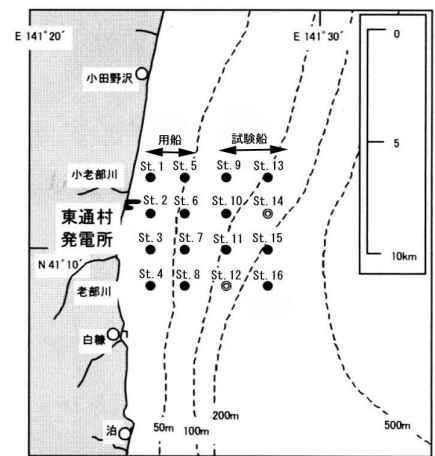 E 141°20'
E 141°30'
0
小田野沢
用船
試験船
5
St.1 St.5 St.9 St.13
小老部川
St.2 St.6 St.10 St.14
東通村
発電所
St.3 St.7 St.11 St.15
10km
N 41°10'
St.4 St.8 St.12 St.16
老部川
白糠
泊
50m
100m
200m
500m